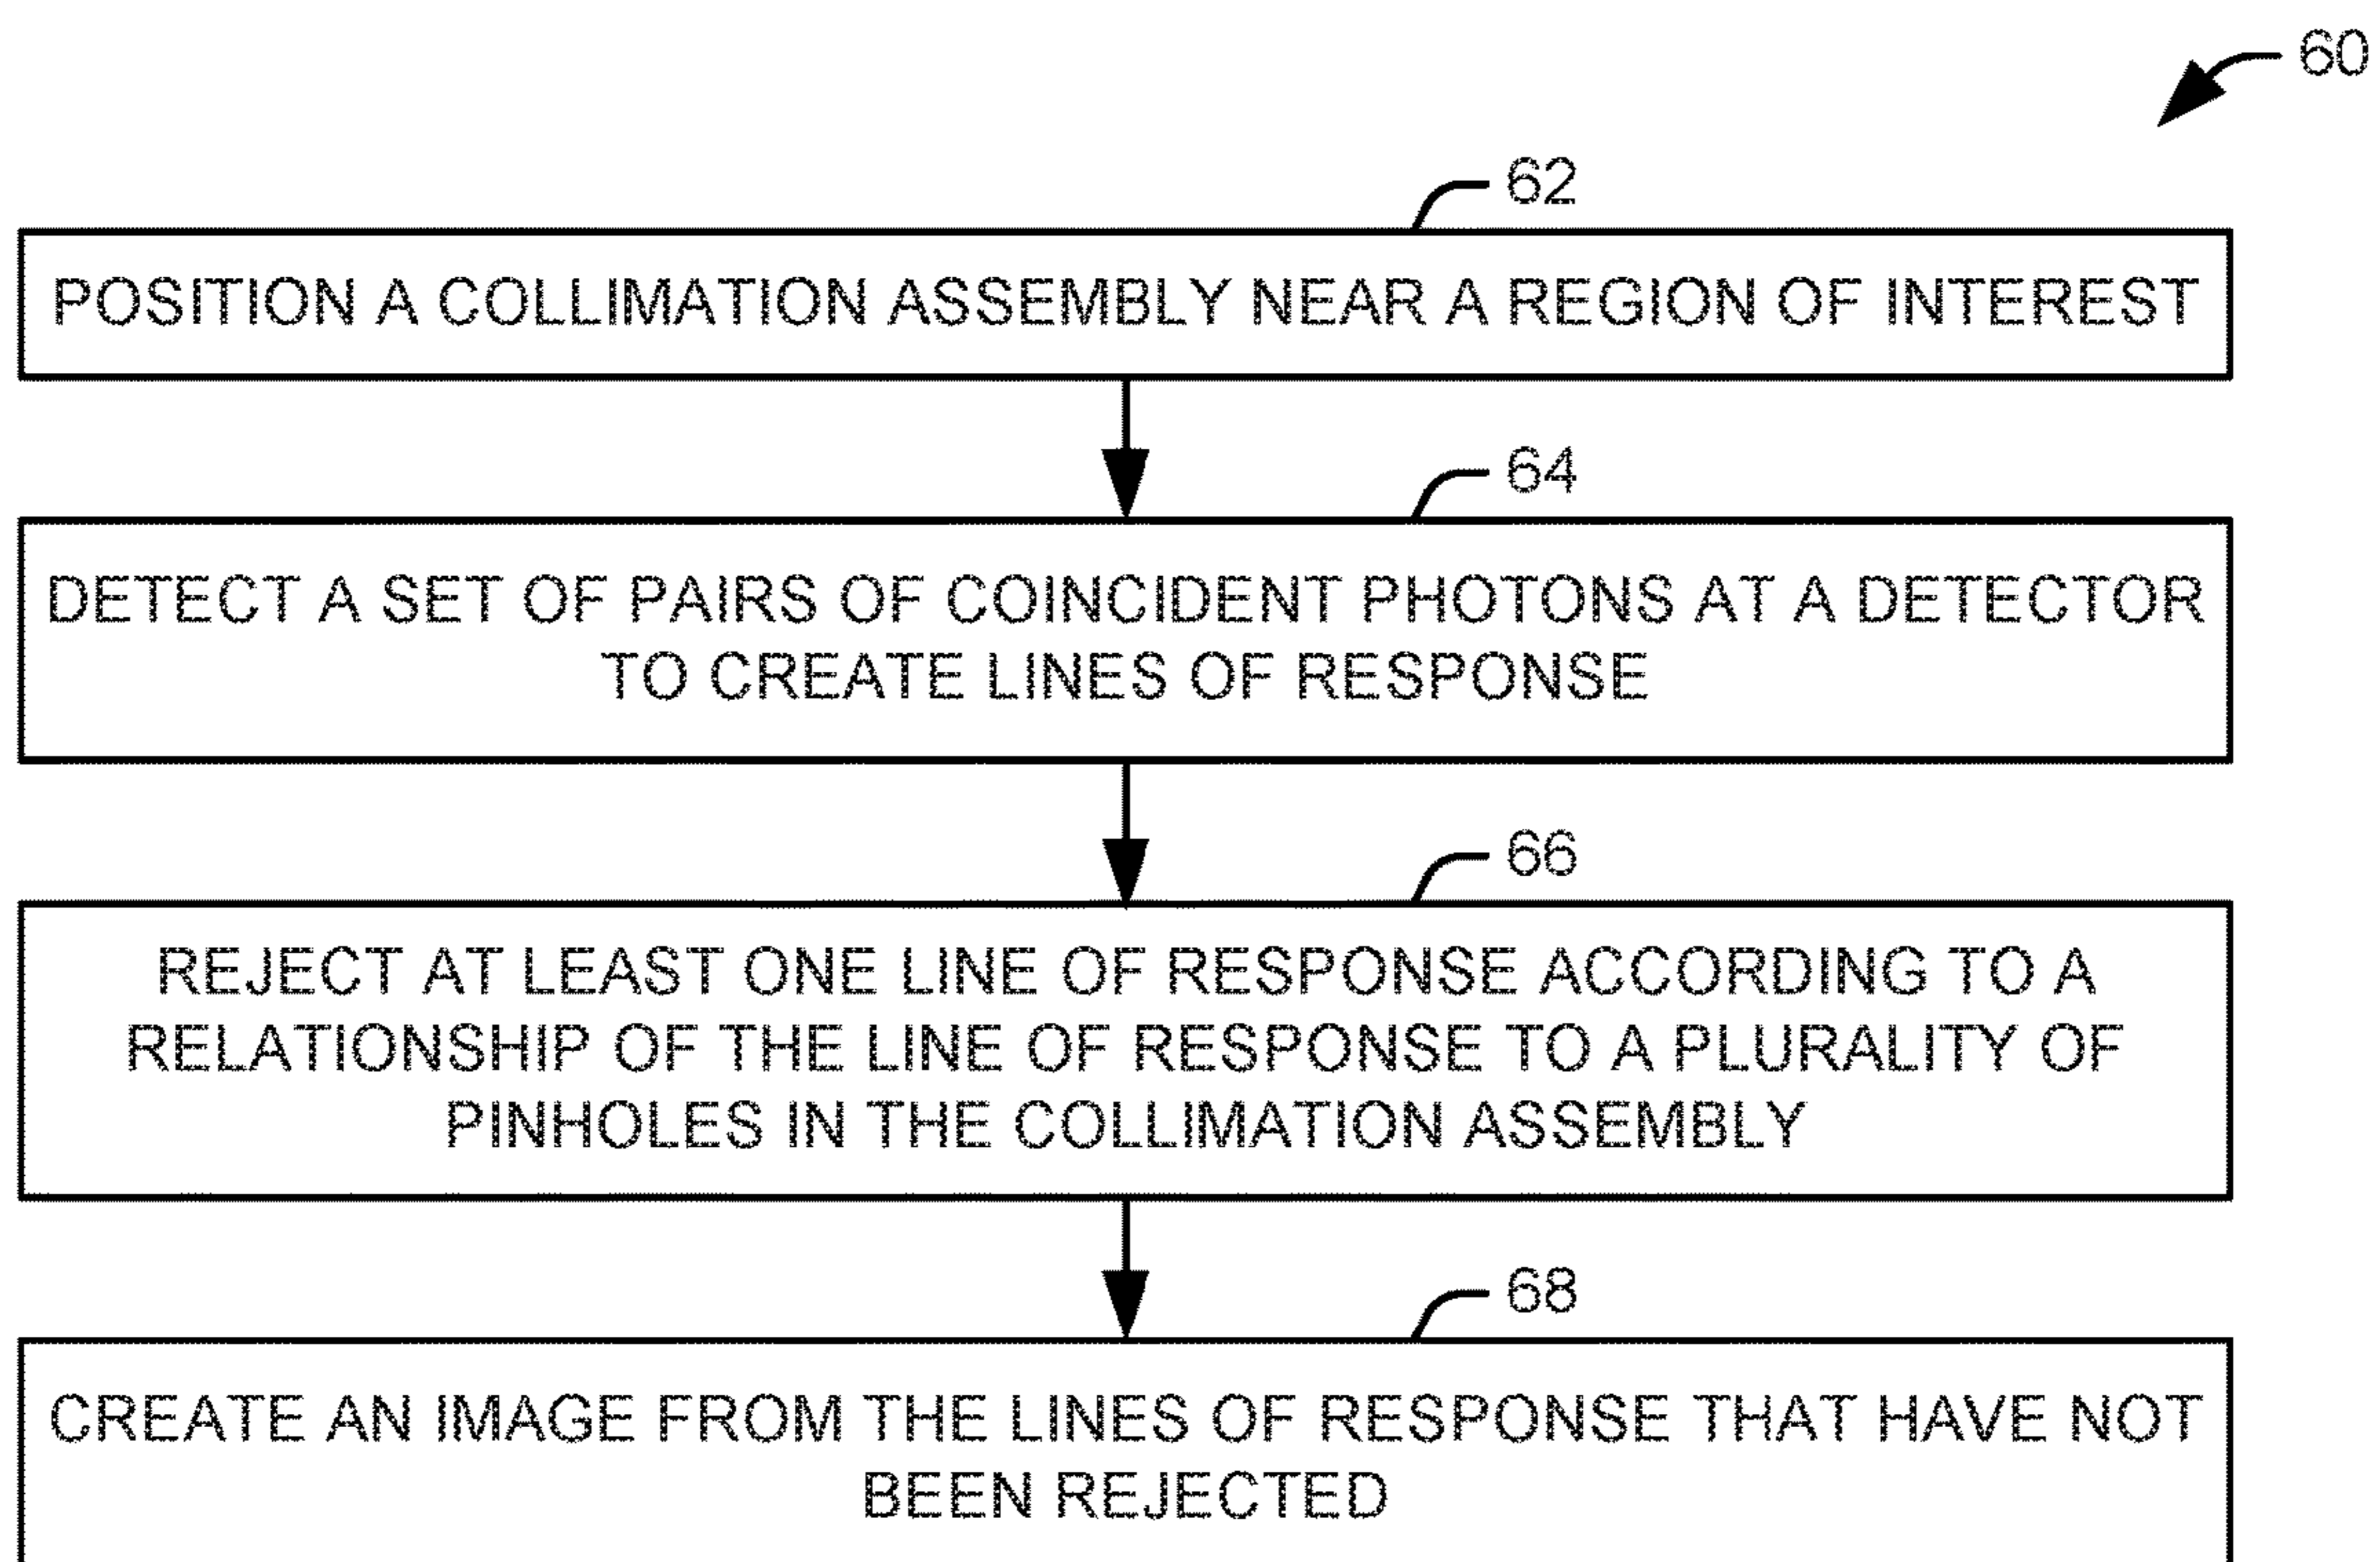 60
62
POSITION A COLLIMATION ASSEMBLY NEAR A REGION OF INTEREST
64
DETECT A SET OF PAIRS OF COINCIDENT PHOTONS AT A DETECTOR
TO CREATE LINES OF RESPONSE
66
REJECT AT LEAST ONE LINE OF RESPONSE ACCORDING TO A
RELATIONSHIP OF THE LINE OF RESPONSE TO A PLURALITY OF
PINHOLES IN THE COLLIMATION ASSEMBLY
68
CREATE AN IMAGE FROM THE LINES OF RESPONSE THAT HAVE NOT
BEEN REJECTED